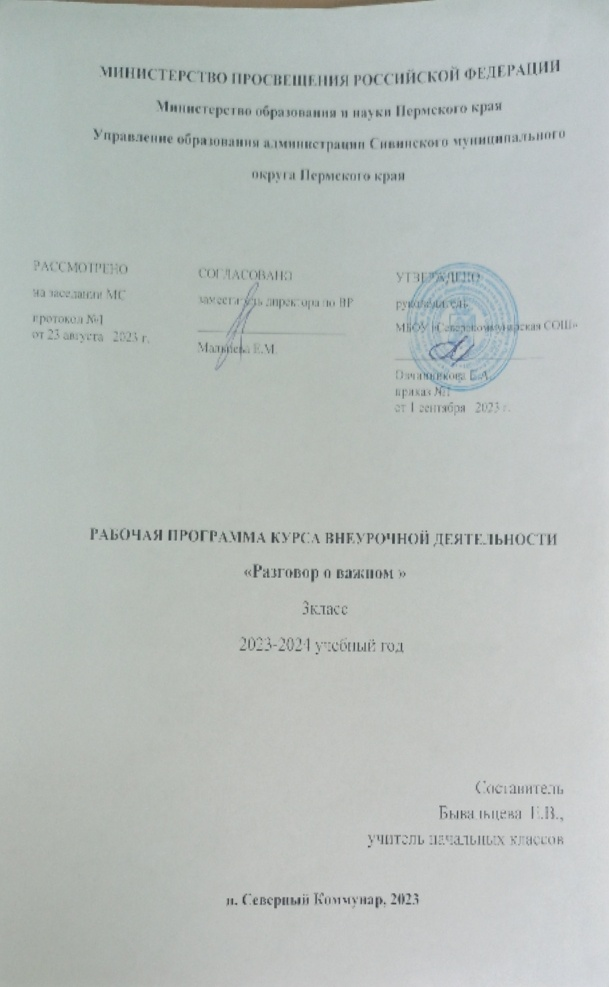 МИНИСТЕРСТВО ПРОСВЕЩЕНИЯ РОССИЙСКОЙ ФЕДЕРАЦИИ
Министерство образования и науки Пермского края
Управление образования администрации Сивинского муниципального
округа Пермского края
РАССМОТРЕНО
на заседании МС
протокол №1
от 23 августа 2023 г.
СОГЛАСОВАНО
заместитель директора по ВР
Малышева Е.М.
УТВЕРЖДЕНО
руководитель
МБОУ «Северокоммунарская СОШ»
Овчинникова Е.А.
приказ
от 1 сентября 2023 г.
РАБОЧАЯ ПРОГРАММА КУРСА ВНЕУРОЧНОЙ ДЕЯТЕЛЬНОСТИ
«Разговор о важном »
3класс
2023-2024 учебный год
Составитель
Бывальцева Е.В.,
учитель начальных классов
п. Северный Коммунар, 2023